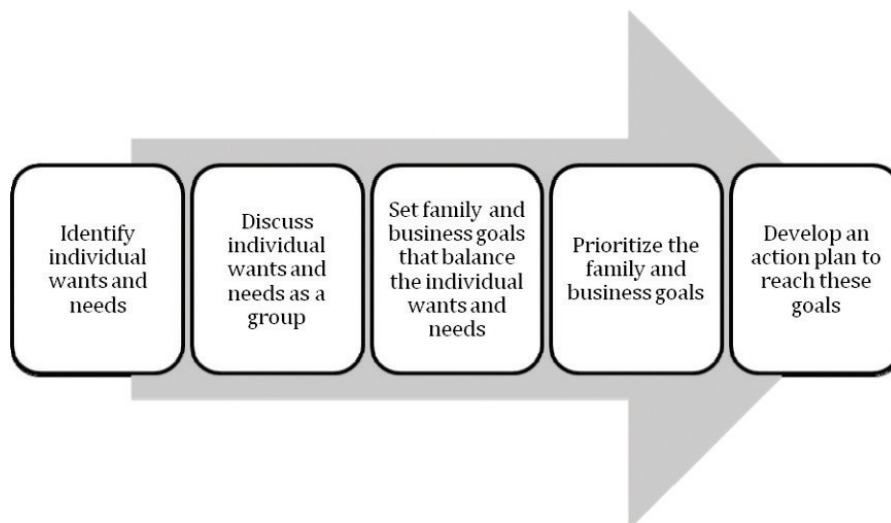 Identify
individual
wants and
needs
Discuss
individual
wants and
needs as a
group
Set family and
business goals
that balance
the individual
wants and
needs
Prioritize the
family and
business goals
Develop an
action plan to
reach these
goals